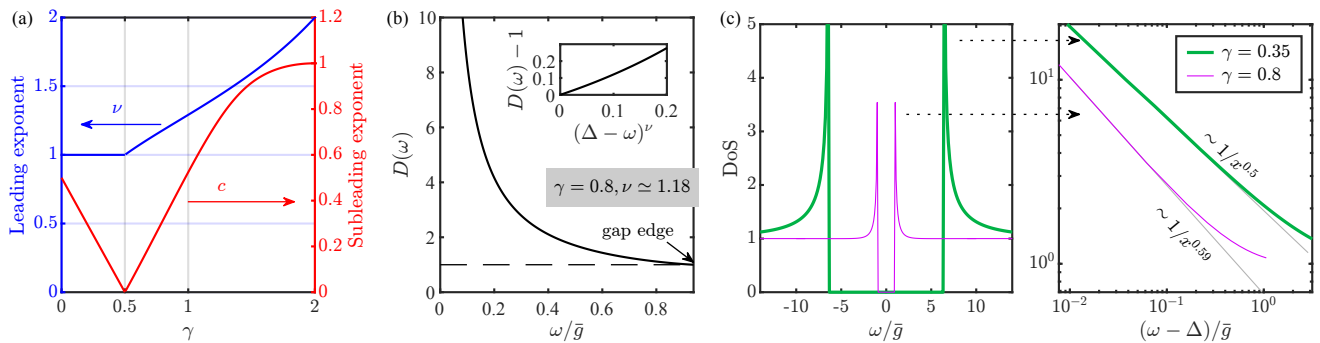 (a)
Leading exponent
2
1.5
1
0.5
0
ν
c
0
0.5
1
2
γ
1.2
1
0.8
0.6
0.4
0.2
0
Subleading exponent
(b)
D(ω)
10
8
6
4
2
0
0
0.2
0.4
0.6
0.8
ω/ḡ
D(ω) − 1
0.1
0.1
0
0
0.1
0.2
(Δ − ω)^ν
γ = 0.8, ν ≃ 1.18
gap edge
(c)
DoS
5
4
3
2
1
0
-10
-5
0
5
10
ω/ḡ
γ = 0.35
γ = 0.8
~ 1/x^0.5
~ 1/x^0.59
10^1
10^0
10^−2
10^−1
10^0
(ω − Δ)/ḡ